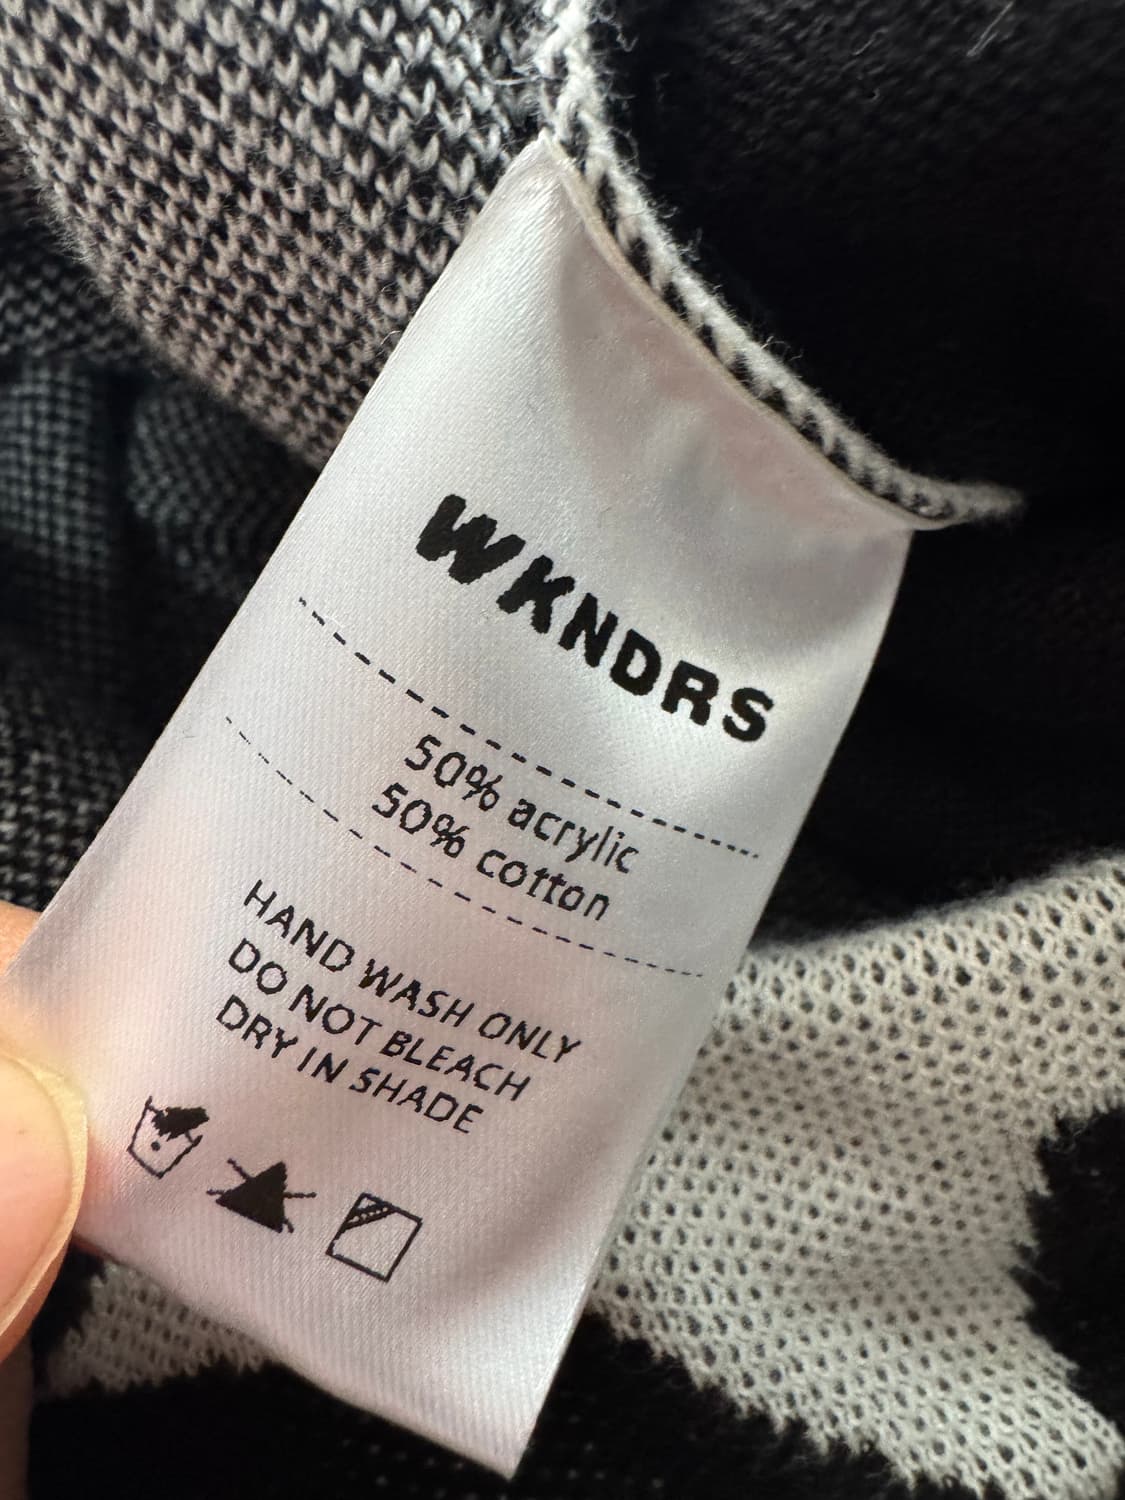 WKNDRS
50% acrylic
50% cotton
HAND WASH ONLY
DO NOT BLEACH
DRY IN SHADE